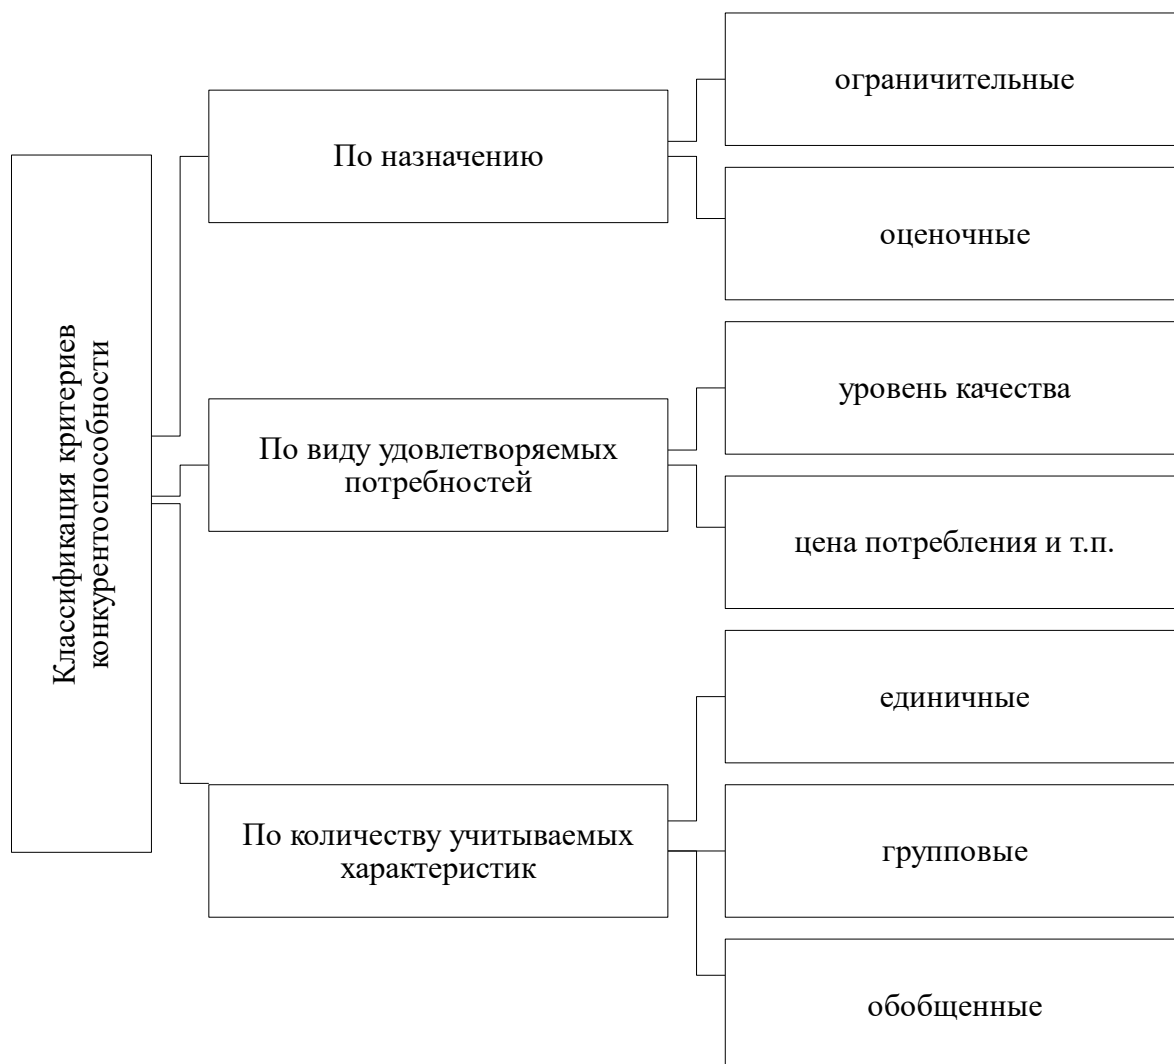 Классификация критериев
конкурентоспособности
По назначению
ограничительные
оценочные
По виду удовлетворяемых
потребностей
уровень качества
цена потребления и т.п.
По количеству учитываемых
характеристик
единичные
групповые
обобщенные